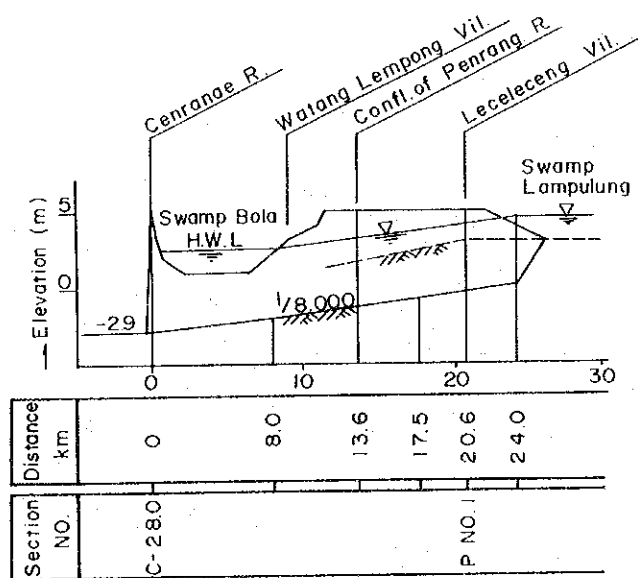 Cenranae R.
Watang Lempong Vil.
Confl. of Penrang R.
Leceleceng Vil.
Swamp Lampulung
Swamp Bola
H.W.L
Elevation (m)
5
0
-2.9
1/8.000
0
10
20
30
Distance km
0
8.0
13.6
17.5
20.6
24.0
Section NO.
C-28.0
P NO.1